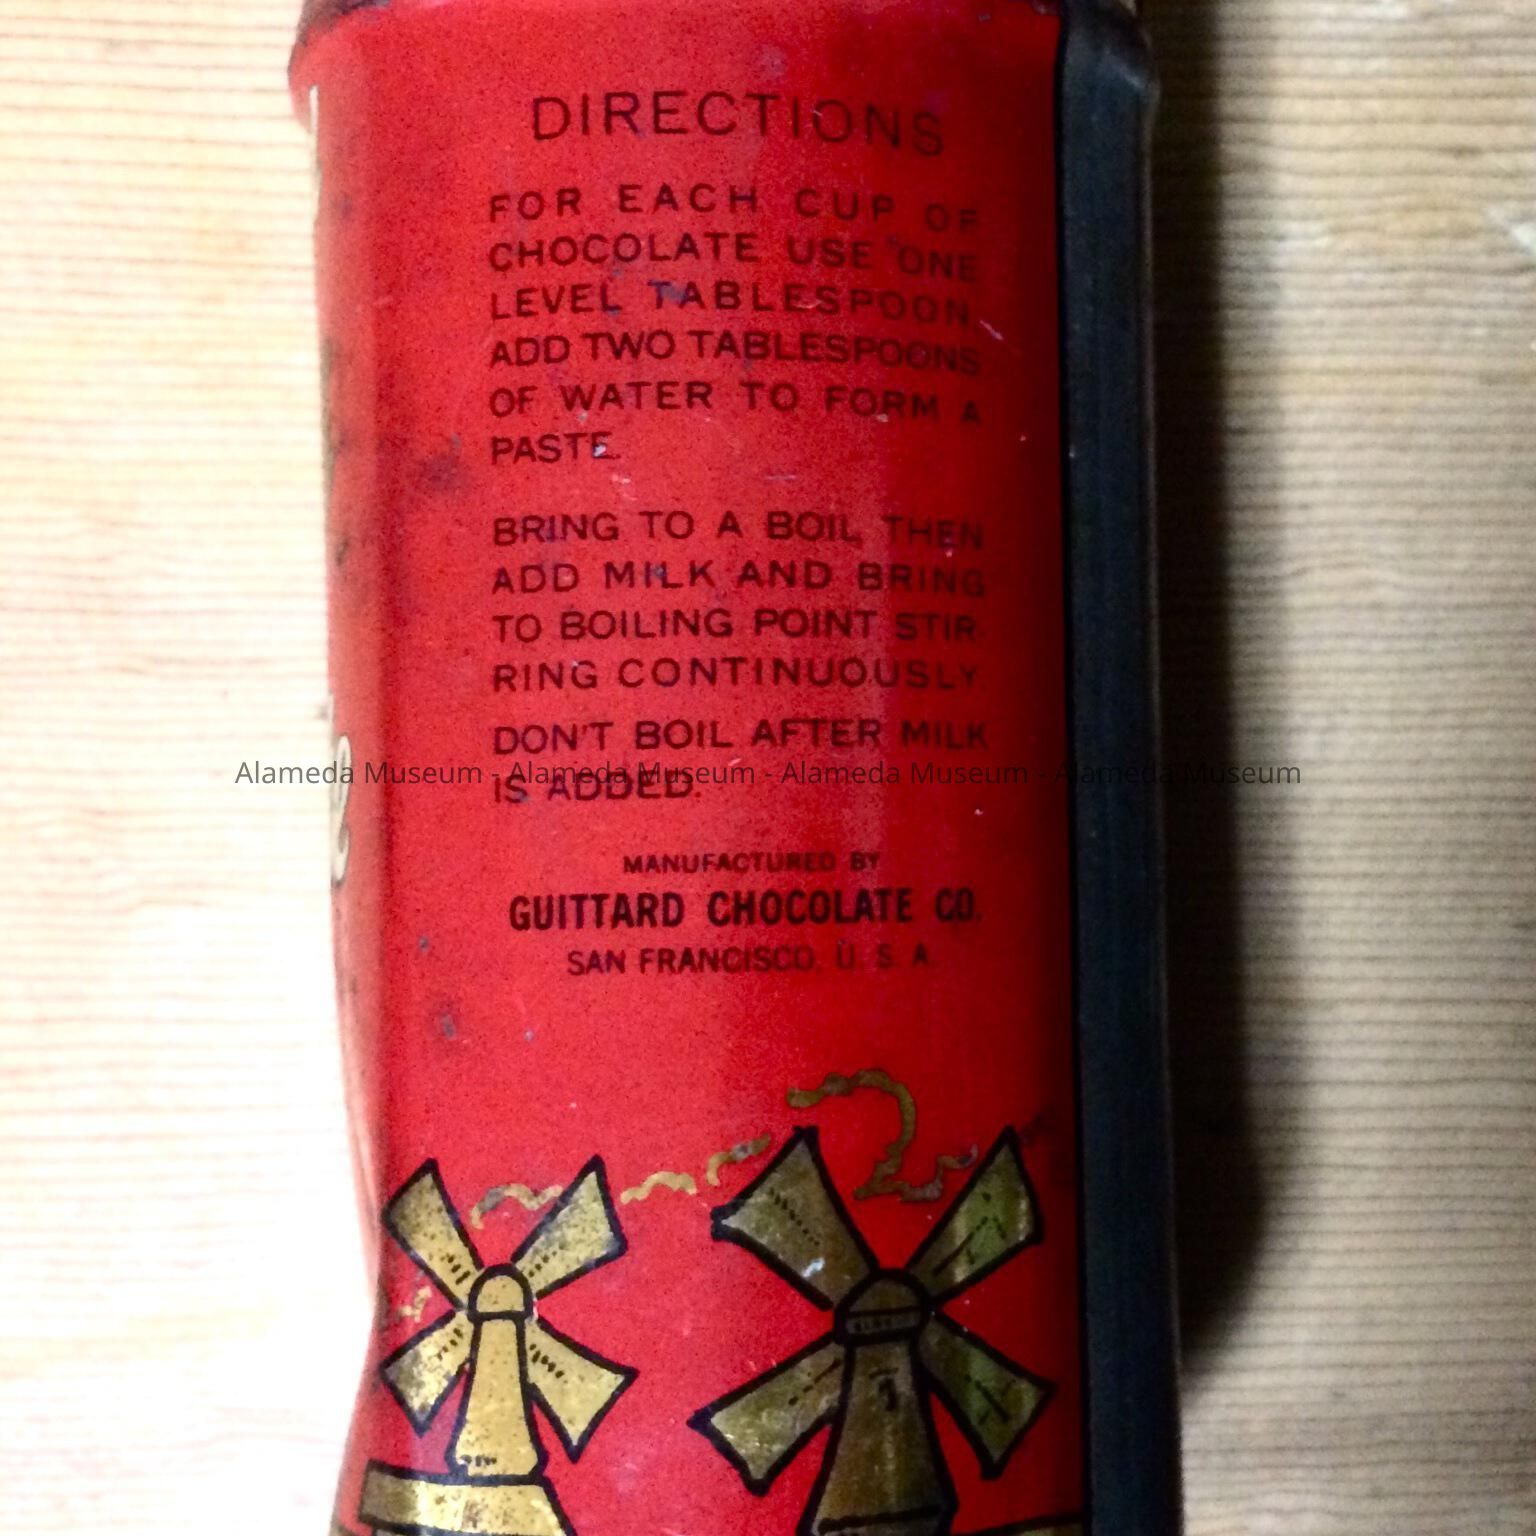 DIRECTIONS
FOR EACH CUP OF
CHOCOLATE USE ONE
LEVEL TABLESPOON.
ADD TWO TABLESPOONS
OF WATER TO FORM A
PASTE.
BRING TO A BOIL THEN
ADD MILK AND BRING
TO BOILING POINT STIR
RING CONTINUOUSLY.
DON'T BOIL AFTER MILK
IS ADDED.
Alameda Museum - Alameda Museum - Alameda Museum - Alameda Museum
MANUFACTURED BY
GUITTARD CHOCOLATE CO.
SAN FRANCISCO, U. S. A.